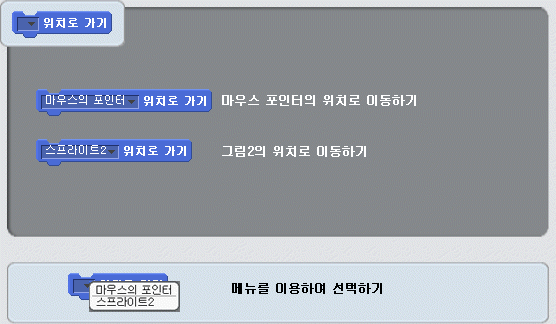 위치로 가기
마우스의 포인터 위치로 가기 마우스 포인터의 위치로 이동하기
스프라이트2 위치로 가기 그림2의 위치로 이동하기
마우스의 포인터
스프라이트2
메뉴를 이용하여 선택하기